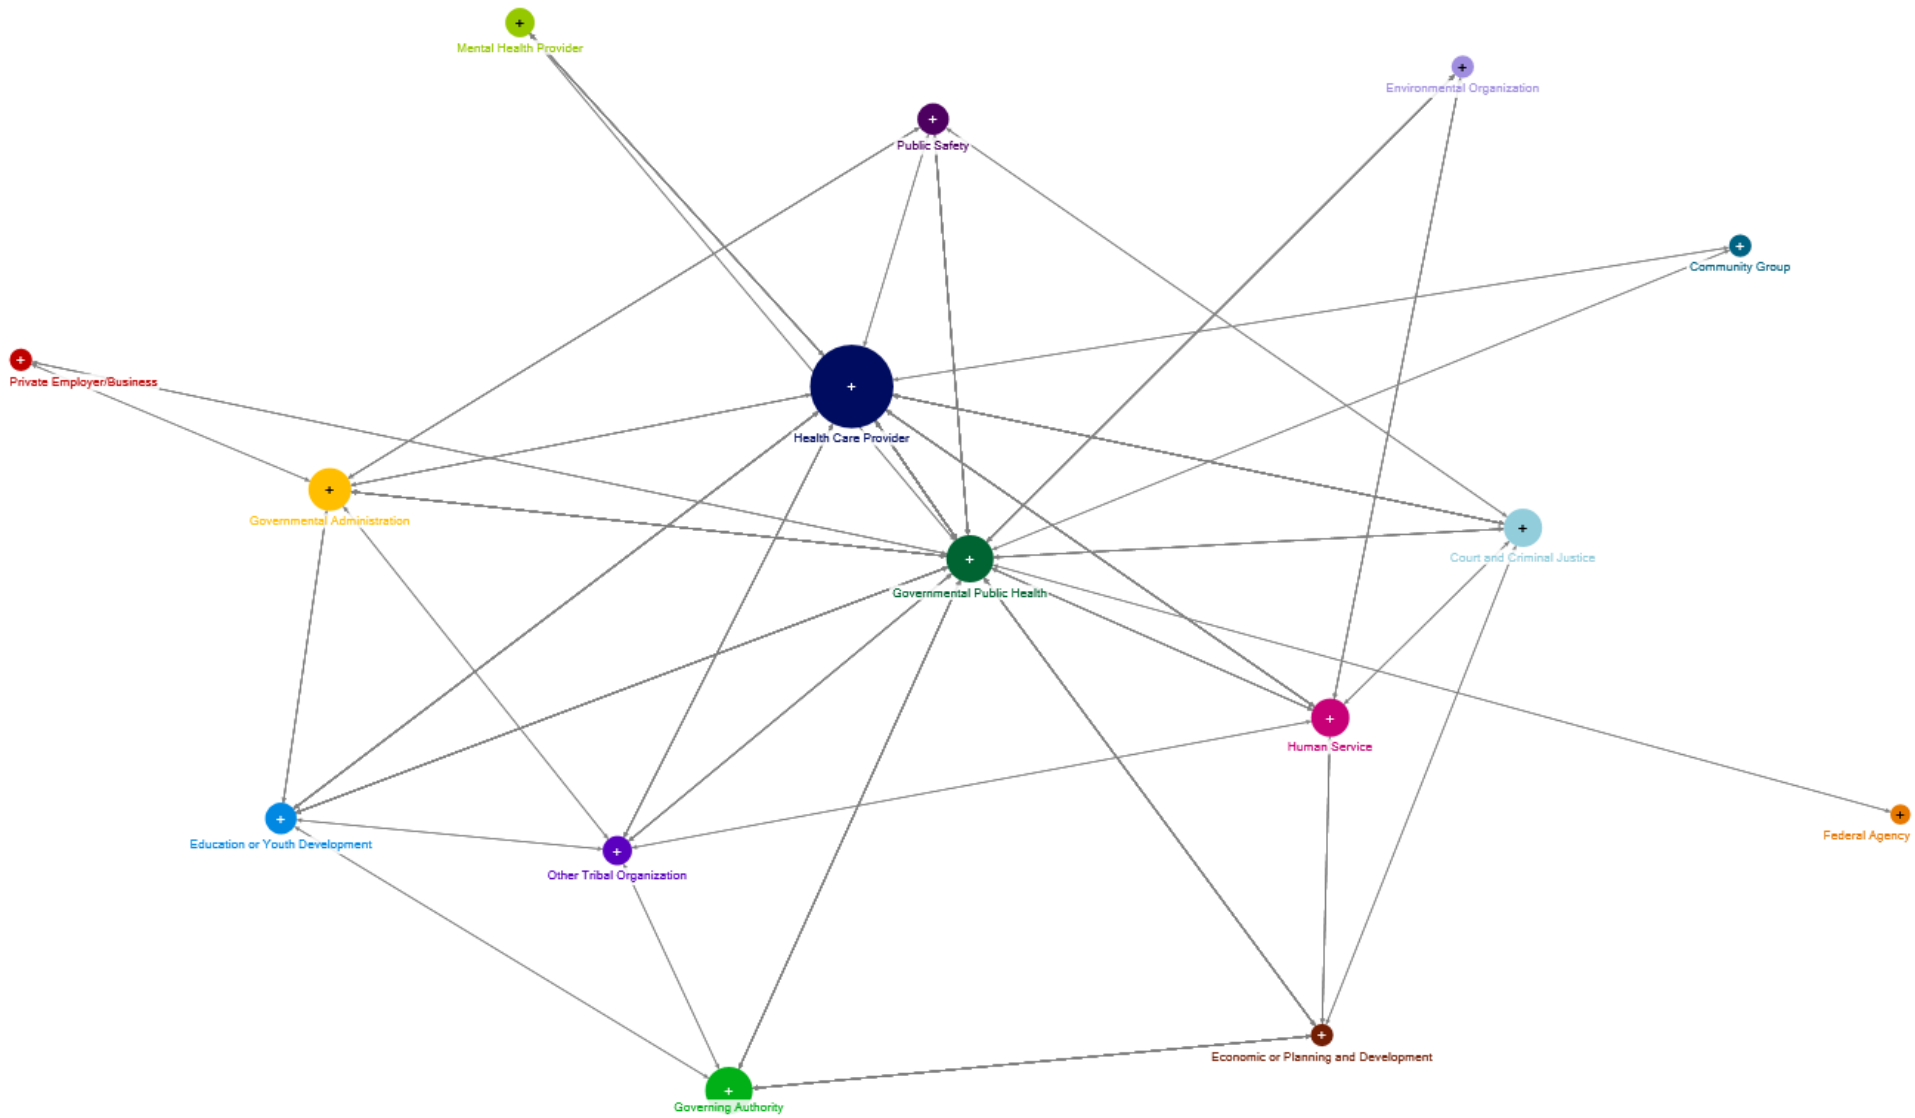 Mental Health Provider
Environmental Organization
Public Safety
Community Group
Private Employer/Business
Health Care Provider
Governmental Administration
Court and Criminal Justice
Governmental Public Health
Human Service
Federal Agency
Education or Youth Development
Other Tribal Organization
Economic or Planning and Development
Governing Authority